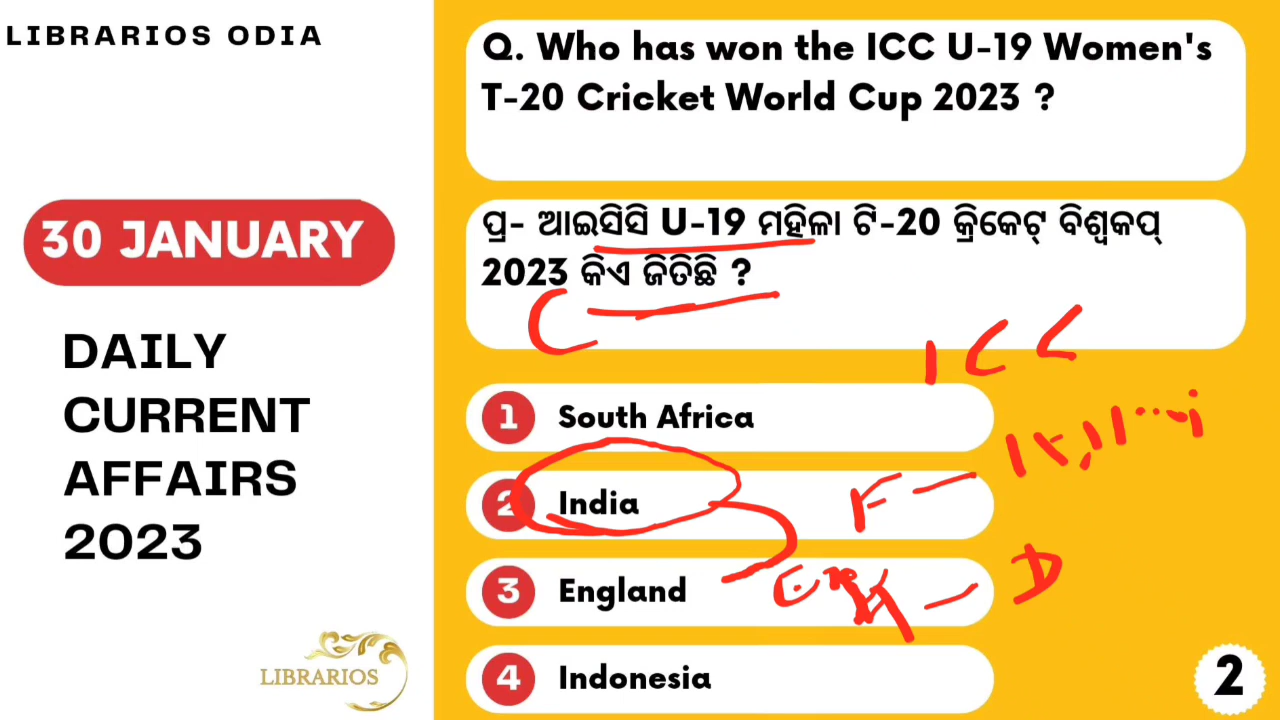 LIBRARIOS ODIA
30 JANUARY
DAILY
CURRENT
AFFAIRS
2023
LIBRARIOS
Q. Who has won the ICC U-19 Women's
T-20 Cricket World Cup 2023 ?
ପ୍ର- ଆଇସିସି U-19 ମହିଳା ଟି-20 କ୍ରିକେଟ୍ ବିଶ୍ୱକପ୍
2023 କିଏ ଜିତିଛି ?
ICC
1 South Africa
2 India
3 England
4 Indonesia
2